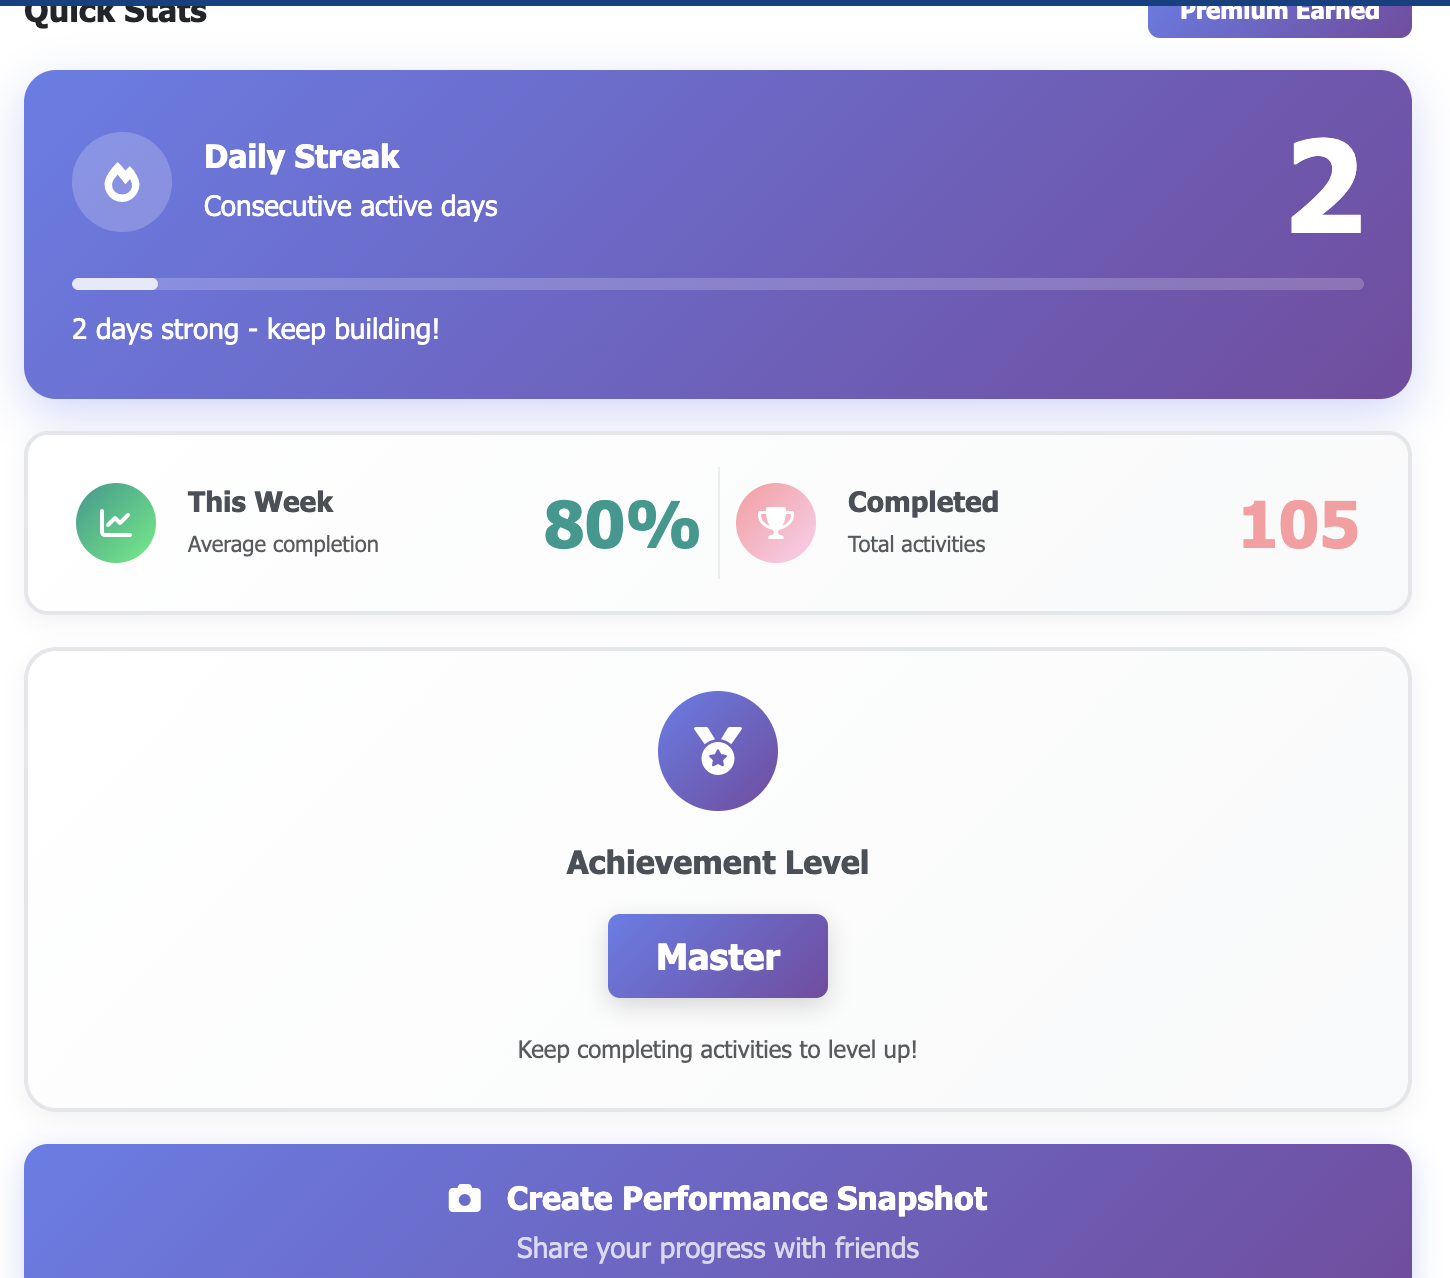 Quick Stats
Premium Earned
Daily Streak
Consecutive active days
2
2 days strong - keep building!
This Week
Average completion
80%
Completed
Total activities
105
Achievement Level
Master
Keep completing activities to level up!
Create Performance Snapshot
Share your progress with friends